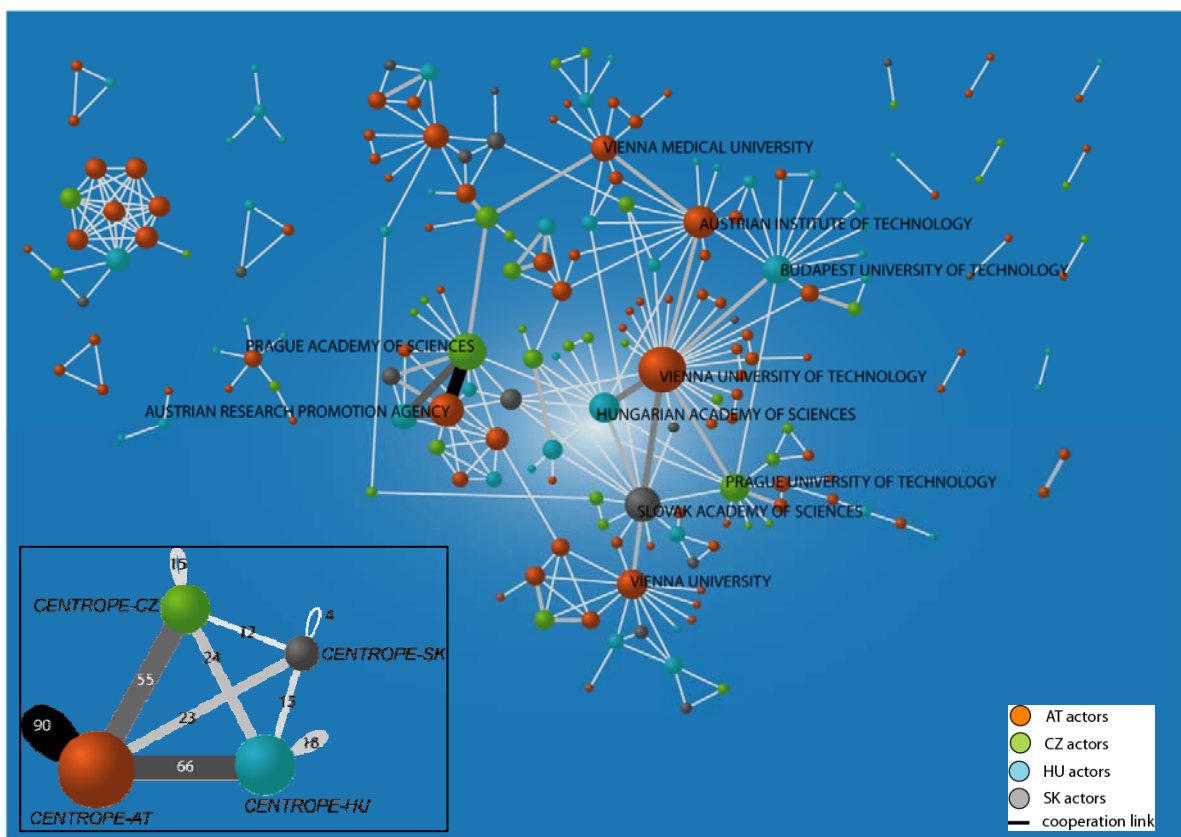 VIENNA MEDICAL UNIVERSITY
AUSTRIAN INSTITUTE OF TECHNOLOGY
BUDAPEST UNIVERSITY OF TECHNOLOGY
PRAGUE ACADEMY OF SCIENCES
VIENNA UNIVERSITY OF TECHNOLOGY
AUSTRIAN RESEARCH PROMOTION AGENCY
HUNGARIAN ACADEMY OF SCIENCES
PRAGUE UNIVERSITY OF TECHNOLOGY
SLOVAK ACADEMY OF SCIENCES
VIENNA UNIVERSITY
CENTROPE-CZ
4
12
CENTROPE-SK
24
55
15
23
90
18
66
CENTROPE-HU
CENTROPE-AT
AT actors
CZ actors
HU actors
SK actors
cooperation link